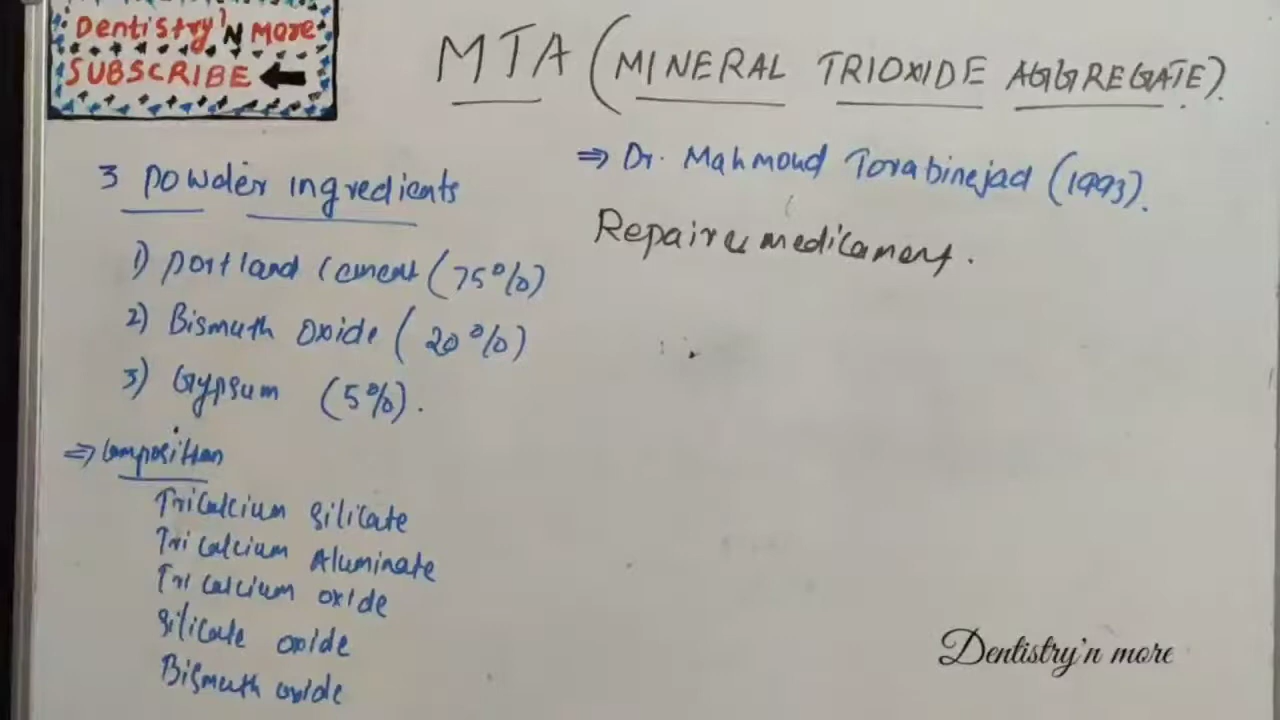 Dentistry'N More
SUBSCRIBE
MTA (MINERAL TRIOXIDE AGGREGATE).
⇒ Dr. Mahmoud Torabinejad (1993).
Repaire medicament.
3 powder ingredients
1) portland cement (75%)
2) Bismuth Oxide (20%)
3) Gypsum (5%).
⇒ Composition
Tricalcium silicate
Tri calcium Aluminate
Tri calcium oxide
Silicate oxide
Bismuth oxide
Dentistry'n more